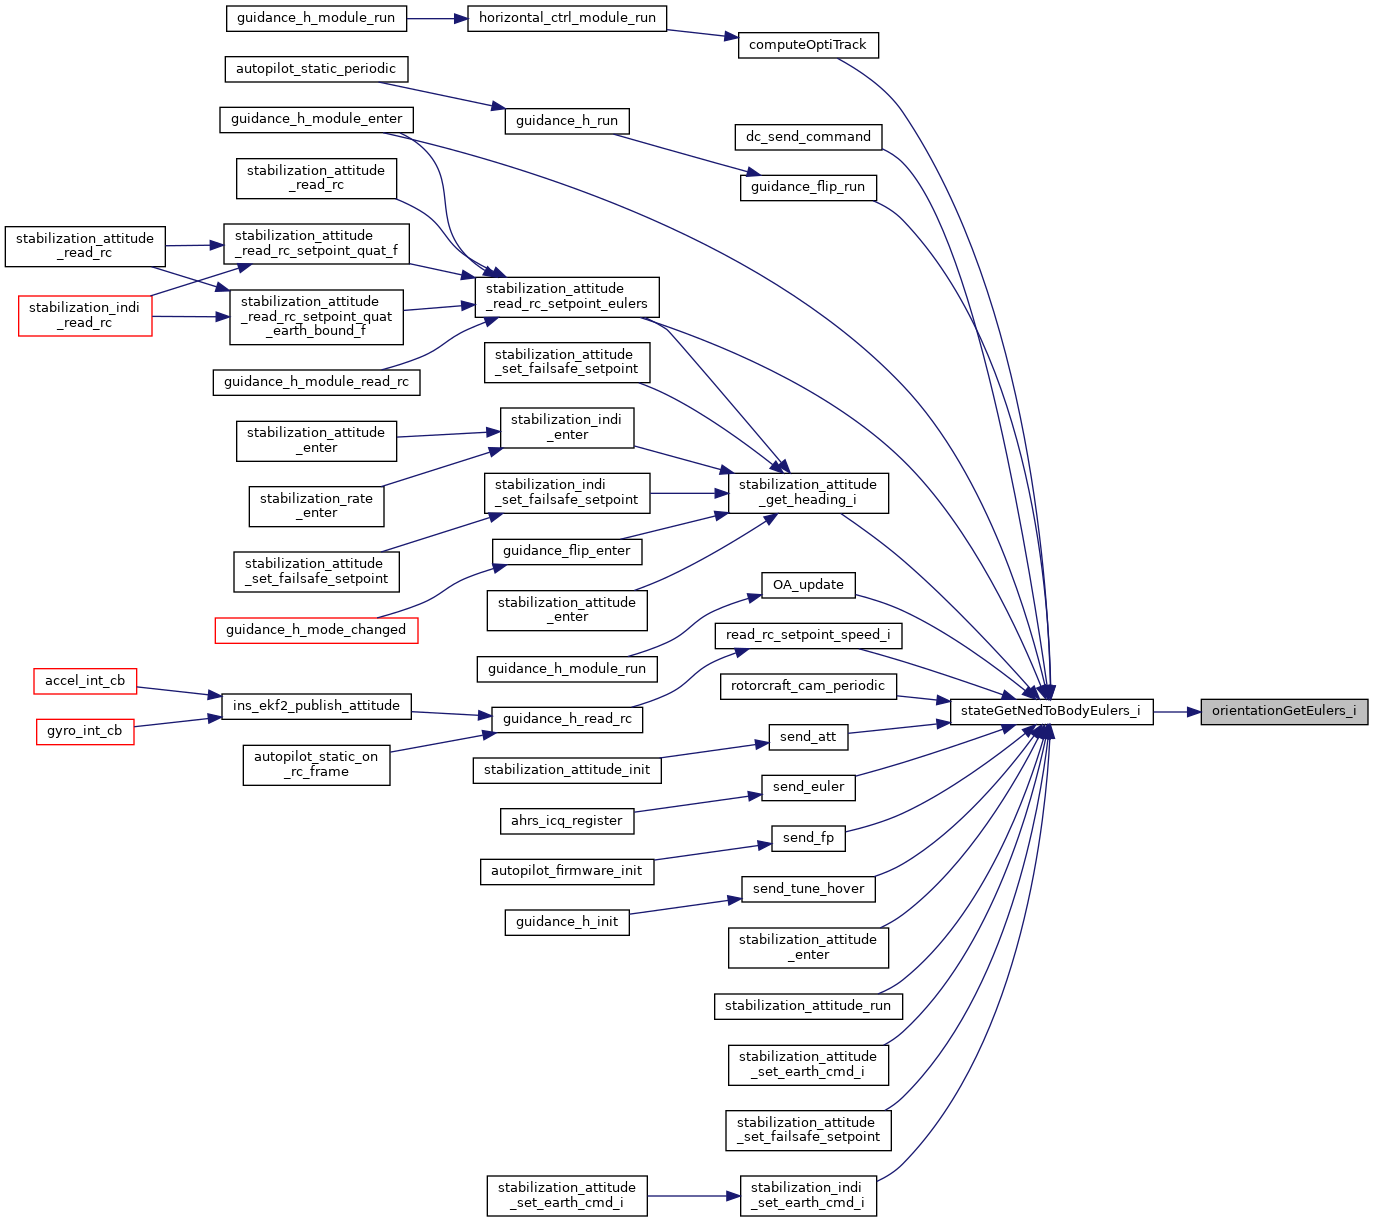 guidance_h_module_run
horizontal_ctrl_module_run
computeOptiTrack
autopilot_static_periodic
guidance_h_module_enter
guidance_h_run
dc_send_command
stabilization_attitude
_read_rc
guidance_flip_run
stabilization_attitude
_read_rc
stabilization_attitude
_read_rc_setpoint_quat_f
stabilization_indi
_read_rc
stabilization_attitude
_read_rc_setpoint_quat
_earth_bound_f
stabilization_attitude
_read_rc_setpoint_eulers
guidance_h_module_read_rc
stabilization_attitude
_set_failsafe_setpoint
stabilization_attitude
_enter
stabilization_indi
_enter
stabilization_rate
_enter
stabilization_indi
_set_failsafe_setpoint
stabilization_attitude
_get_heading_i
stabilization_attitude
_set_failsafe_setpoint
guidance_flip_enter
guidance_h_mode_changed
stabilization_attitude
_enter
OA_update
guidance_h_module_run
read_rc_setpoint_speed_i
accel_int_cb
gyro_int_cb
ins_ekf2_publish_attitude
guidance_h_read_rc
autopilot_static_on
_rc_frame
rotorcraft_cam_periodic
stateGetNedToBodyEulers_i
orientationGetEulers_i
send_att
stabilization_attitude_init
send_euler
ahrs_icq_register
send_fp
autopilot_firmware_init
send_tune_hover
guidance_h_init
stabilization_attitude
_enter
stabilization_attitude_run
stabilization_attitude
_set_earth_cmd_i
stabilization_attitude
_set_failsafe_setpoint
stabilization_attitude
_set_earth_cmd_i
stabilization_indi
_set_earth_cmd_i